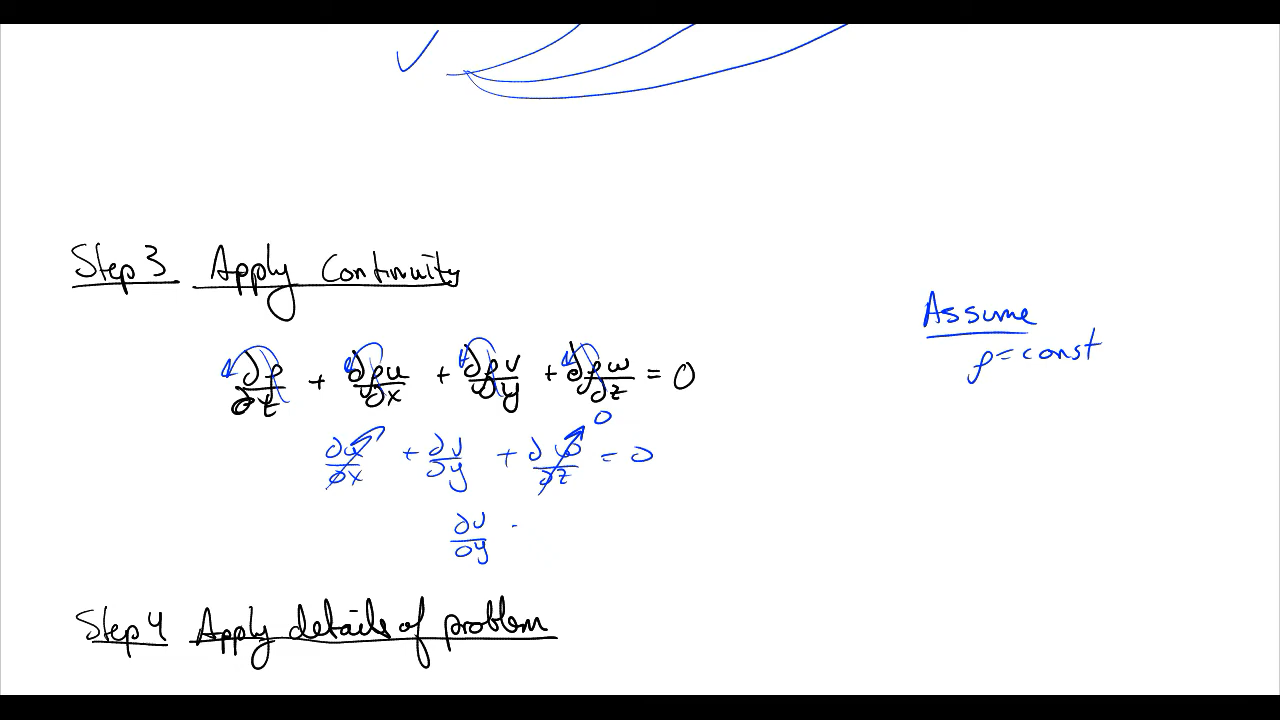 Step 3 Apply Continuity
∂ρ/∂t + ∂ρu/∂x + ∂ρv/∂y + ∂ρw/∂z = 0
Assume
ρ = const
∂u/∂x + ∂v/∂y + ∂w/∂z = 0
0
∂v/∂y
Step 4 Apply details of problem